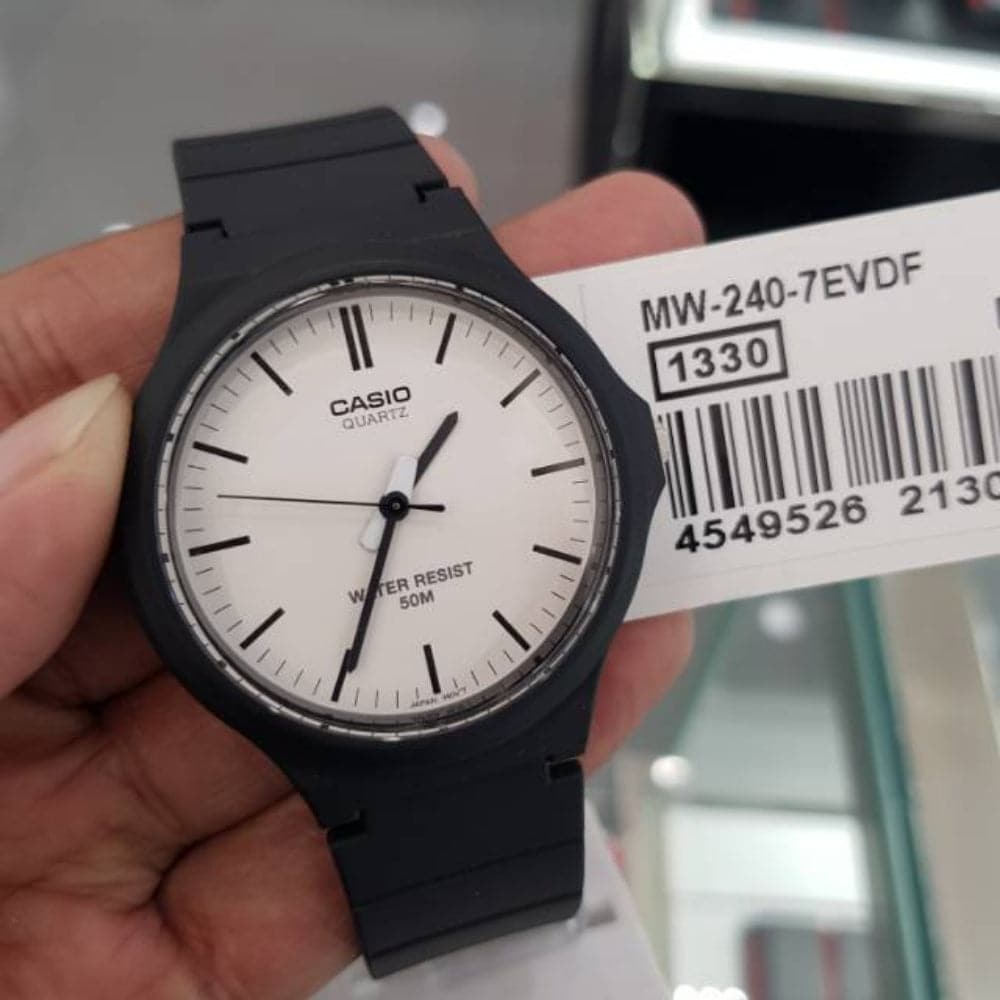 CASIO
QUARTZ
WATER RESIST
50M
JAPAN MOV'T
MW-240-7EVDF
1330
4549526 2130